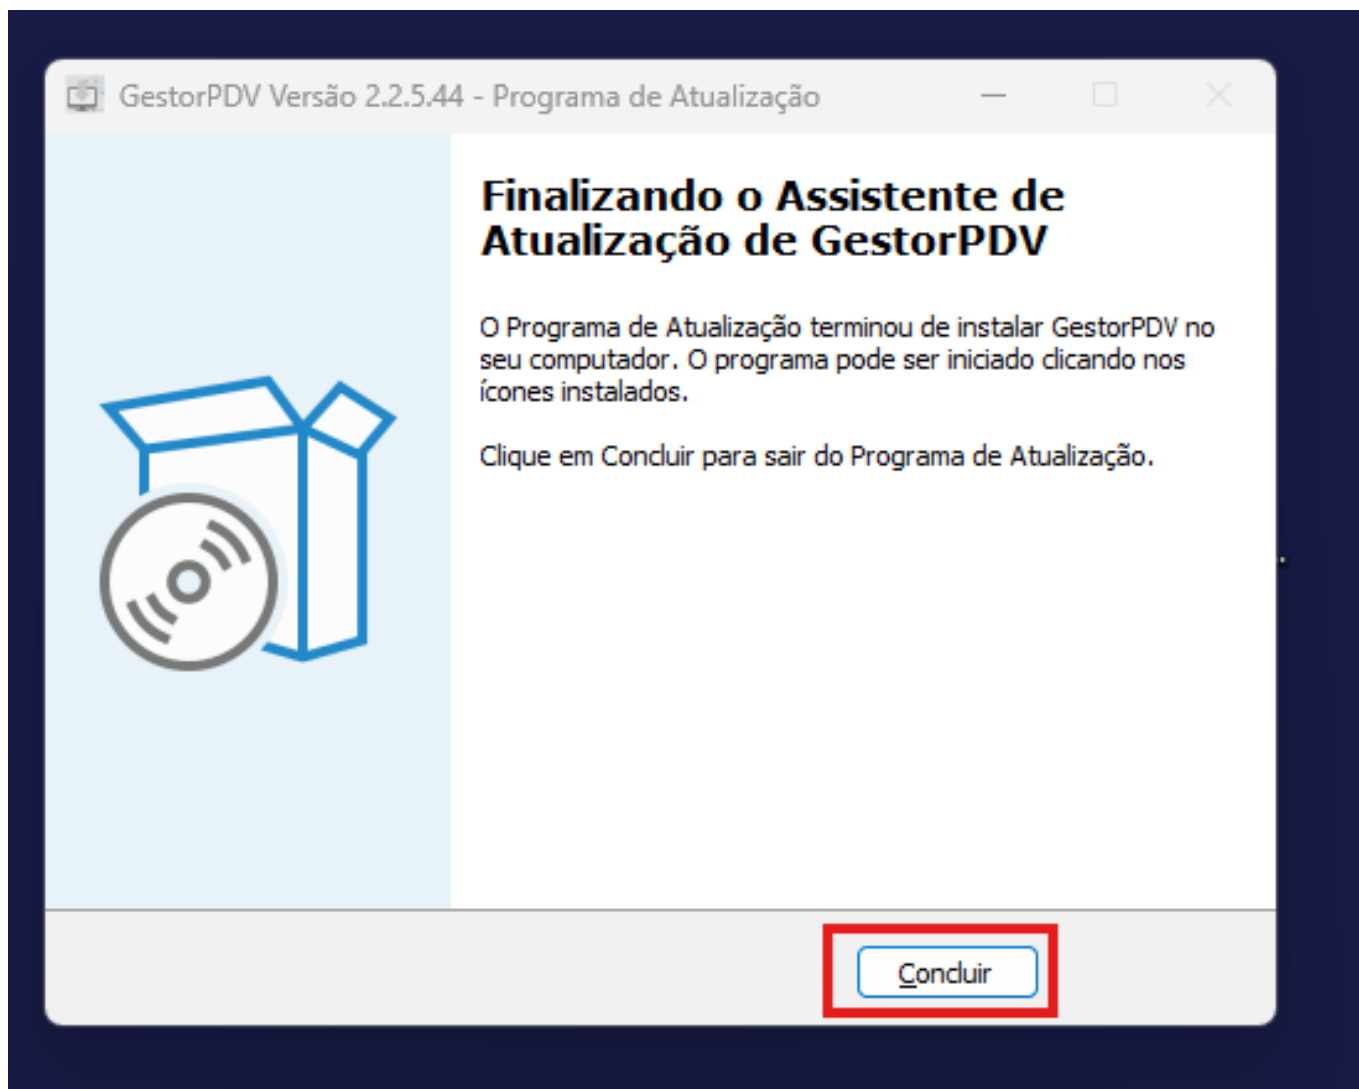 GestorPDV Versão 2.2.5.44 - Programa de Atualização
Finalizando o Assistente de
Atualização de GestorPDV
O Programa de Atualização terminou de instalar GestorPDV no
seu computador. O programa pode ser iniciado clicando nos
ícones instalados.
Clique em Concluir para sair do Programa de Atualização.
Concluir